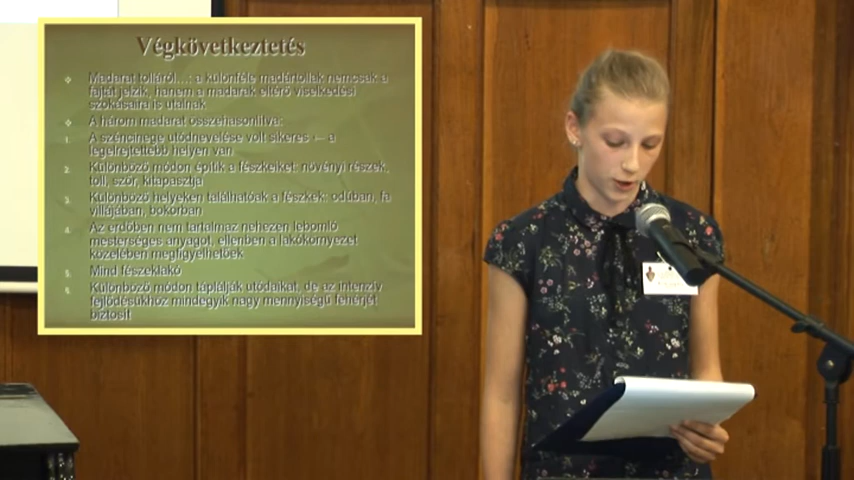 Végkövetkeztetés
Madarat tolláról…: a különféle madártollak nemcsak a
fajtát jelzik, hanem a madarak eltérő viselkedési
szokásaira is utalnak
A három madarat összehasonlítva:
1. A széncinege utódnevelése volt sikeres ← a
legelrejtettebb helyen van
2. Különböző módon építik a fészkeiket: növényi részek,
toll, szőr, kitapasztja
3. Különböző helyeken találhatóak a fészkek: odúban, fa
villájában, bokorban
4. Az erdőben nem tartalmaz nehezen lebomló
mesterséges anyagot, ellenben a lakókörnyezet
közelében megfigyelhetőek
5. Mind fészeklakó
6. Különböző módon táplálják utódaikat, de az intenzív
fejlődésükhöz mindegyik nagy mennyiségű fehérjét
biztosít